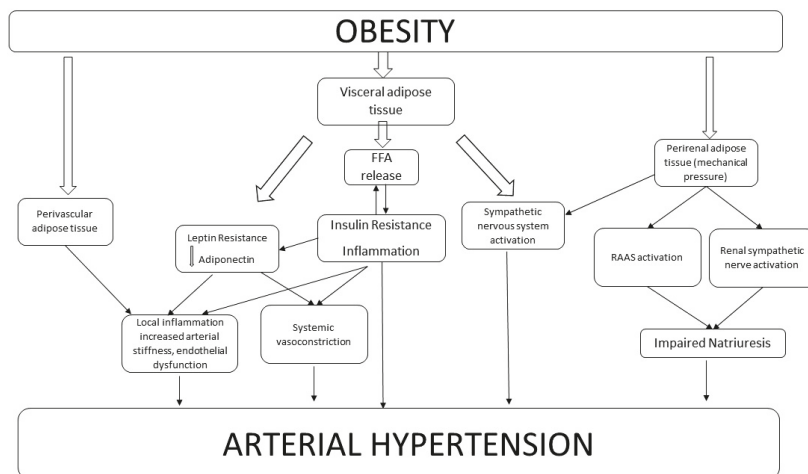 OBESITY
Visceral adipose
tissue
FFA
release
Perirenal adipose
tissue (mechanical
pressure)
Perivascular
adipose tissue
Leptin Resistance
Adiponectin
Insulin Resistance
Inflammation
Sympathetic
nervous system
activation
RAAS activation
Renal sympathetic
nerve activation
Local inflammation
increased arterial
stiffness, endothelial
dysfunction
Systemic
vasoconstriction
Impaired Natriuresis
ARTERIAL HYPERTENSION